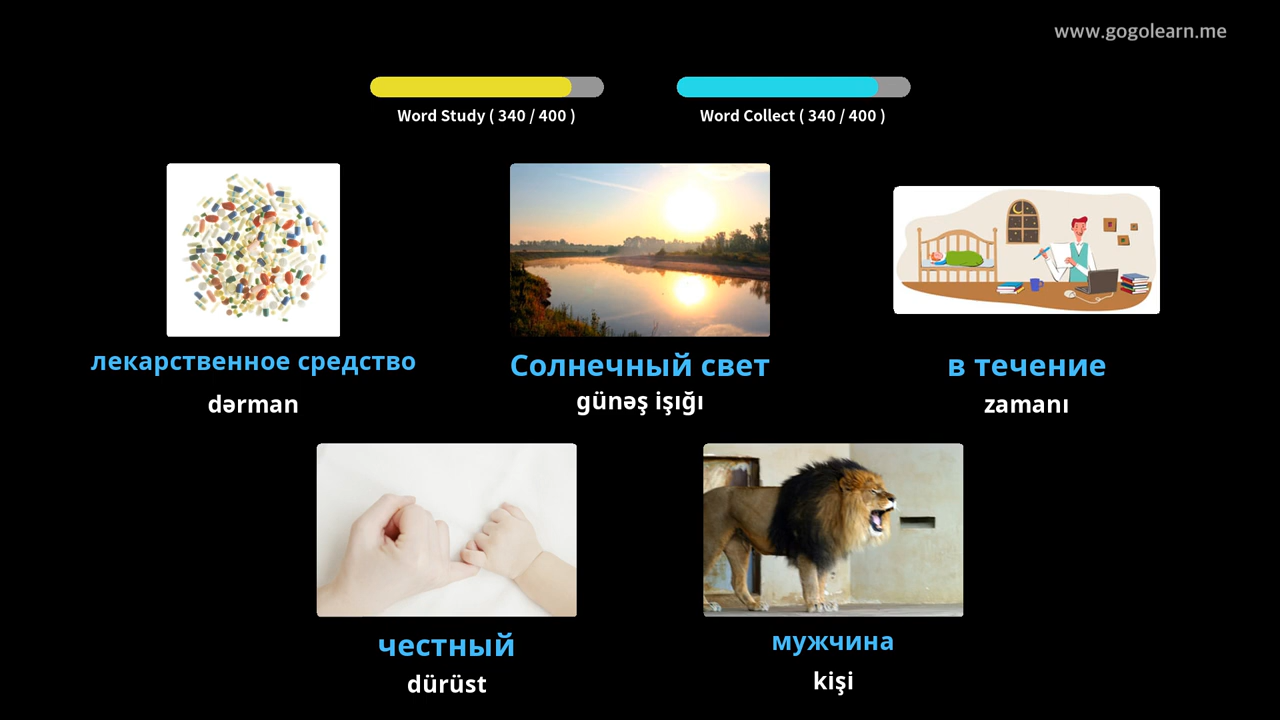 www.gogolearn.me
Word Study ( 340 / 400 )
Word Collect ( 340 / 400 )
лекарственное средство
dərman
Солнечный свет
günəş işığı
в течение
zamanı
честный
dürüst
мужчина
kişi